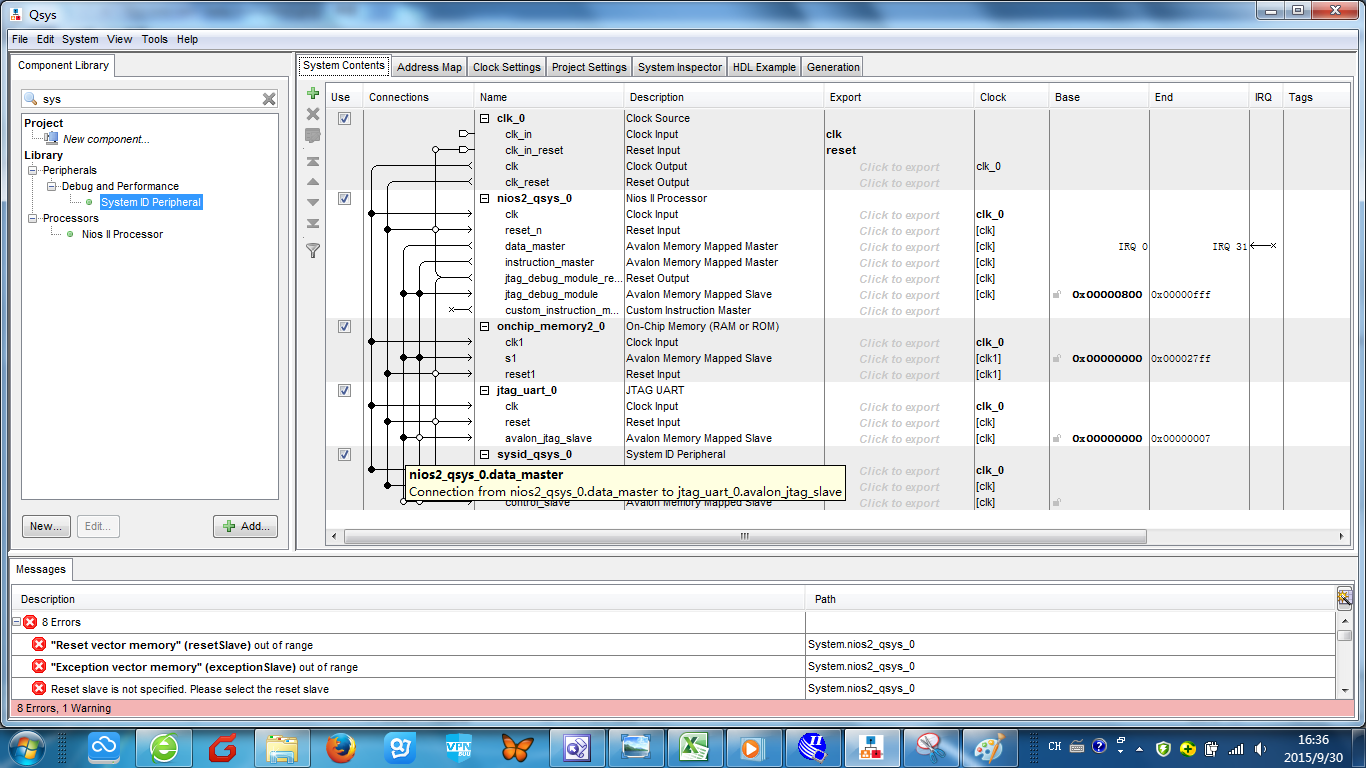 Qsys
File Edit System View Tools Help
Component Library
sys
Project
New component...
Library
Peripherals
Debug and Performance
System ID Peripheral
Processors
Nios II Processor
New... Edit... Add...
System Contents Address Map Clock Settings Project Settings System Inspector HDL Example Generation
Use Connections Name Description Export Clock Base End IRQ Tags
clk_0 Clock Source
clk_in Clock Input clk
clk_in_reset Reset Input reset
clk Clock Output Click to export clk_0
clk_reset Reset Output Click to export
nios2_qsys_0 Nios II Processor
clk Clock Input Click to export clk_0
reset_n Reset Input Click to export [clk]
data_master Avalon Memory Mapped Master Click to export [clk] IRQ 0 IRQ 31
instruction_master Avalon Memory Mapped Master Click to export [clk]
jtag_debug_module_re... Reset Output Click to export [clk]
jtag_debug_module Avalon Memory Mapped Slave Click to export [clk] 0x00000800 0x00000fff
custom_instruction_m... Custom Instruction Master Click to export
onchip_memory2_0 On-Chip Memory (RAM or ROM)
clk1 Clock Input Click to export clk_0
s1 Avalon Memory Mapped Slave Click to export [clk1] 0x00000000 0x000027ff
reset1 Reset Input Click to export [clk1]
jtag_uart_0 JTAG UART
clk Clock Input Click to export clk_0
reset Reset Input Click to export [clk]
avalon_jtag_slave Avalon Memory Mapped Slave Click to export [clk] 0x00000000 0x00000007
sysid_qsys_0 System ID Peripheral
Click to export clk_0
nios2_qsys_0.data_master
Connection from nios2_qsys_0.data_master to jtag_uart_0.avalon_jtag_slave
Click to export [clk]
control_slave Avalon Memory Mapped Slave Click to export [clk]
Messages
Description Path
8 Errors
"Reset vector memory" (resetSlave) out of range System.nios2_qsys_0
"Exception vector memory" (exceptionSlave) out of range System.nios2_qsys_0
Reset slave is not specified. Please select the reset slave System.nios2_qsys_0
8 Errors, 1 Warning
CH
16:36
2015/9/30